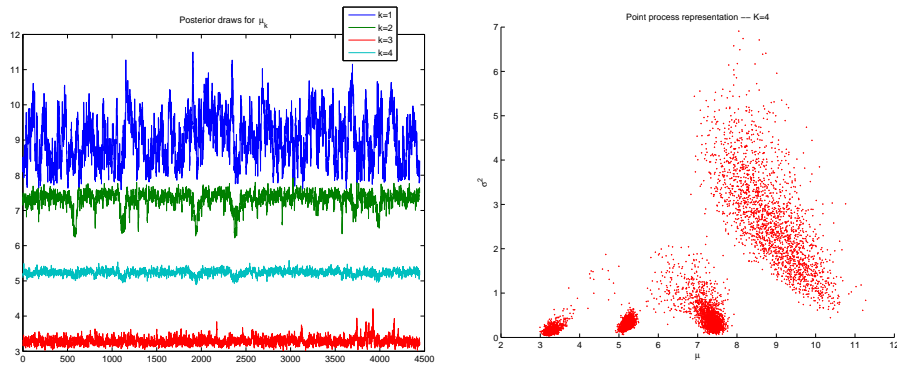 Posterior draws for μk
k=1
k=2
k=3
k=4
12
11
10
9
8
7
6
5
4
3
0 500 1000 1500 2000 2500 3000 3500 4000 4500
Point process representation −− K=4
7
6
5
4
3
2
1
0
σ2
2 3 4 5 6 7 8 9 10 11 12
μ